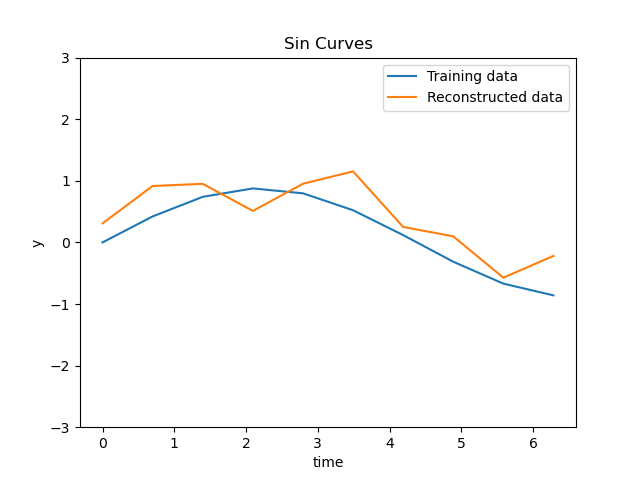 Sin Curves
Training data
Reconstructed data
3
2
1
0
−1
−2
−3
y
0 1 2 3 4 5 6
time